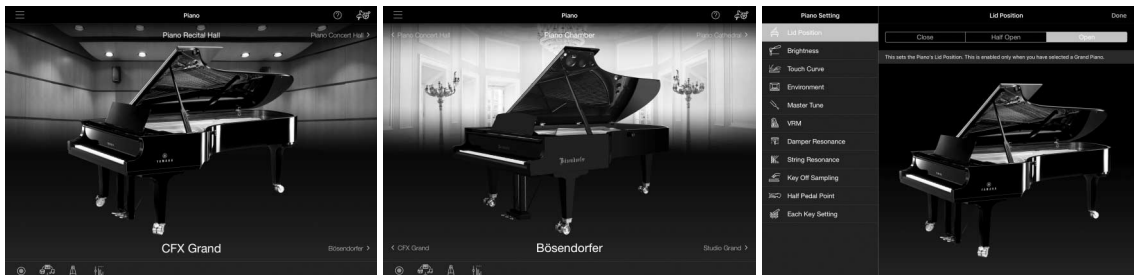 Piano
Piano Recital Hall
Piano Concert Hall >
YAMAHA
CFX Grand
Bösendorfer >
Piano
< Piano Concert Hall
Piano Chamber
Piano Cathedral >
Bösendorfer
< CFX Grand
Bösendorfer
Studio Grand >
Piano Setting
Lid Position
Brightness
Touch Curve
Environment
Master Tune
VRM
Damper Resonance
String Resonance
Key Off Sampling
Half Pedal Point
Each Key Setting
Lid Position
Done
Close
Half Open
Open
This sets the Piano's Lid Position. This is enabled only when you have selected a Grand Piano.
YAMAHA